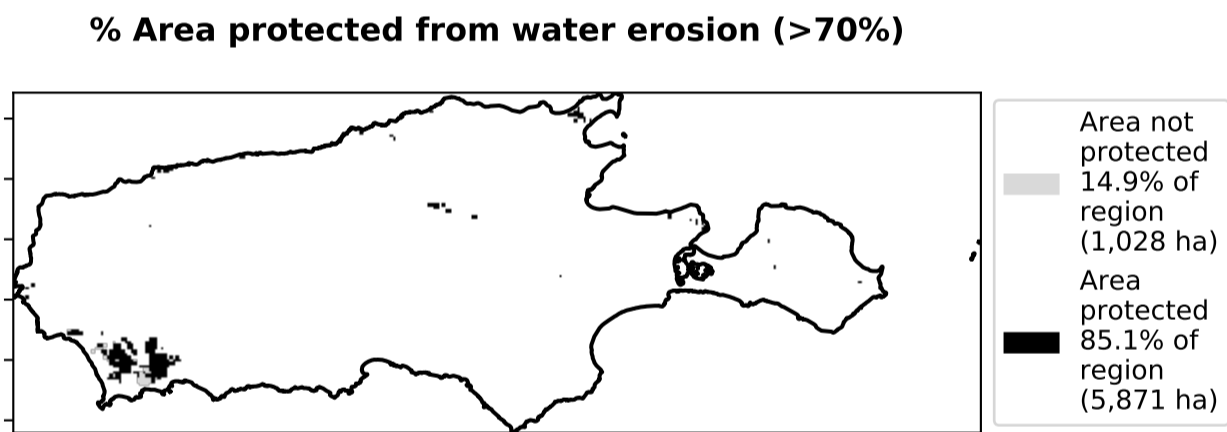 % Area protected from water erosion (>70%)
Area not
protected
14.9% of
region
(1,028 ha)
Area
protected
85.1% of
region
(5,871 ha)